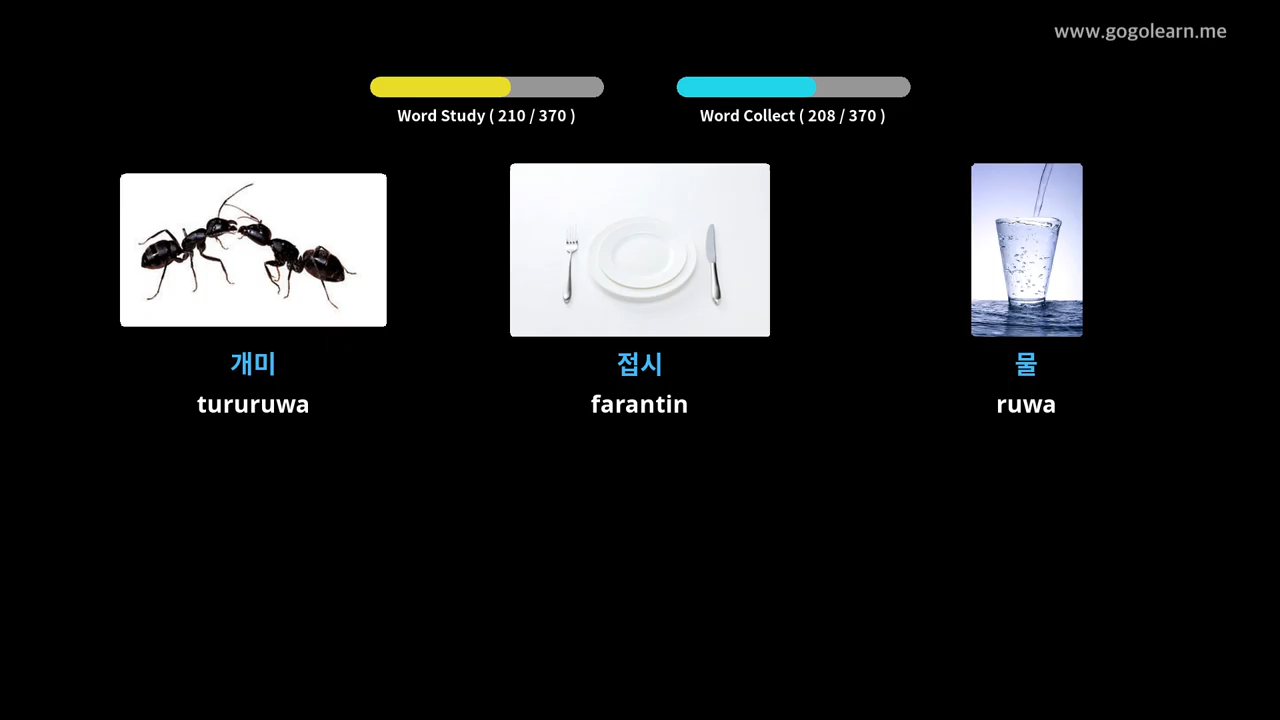 www.gogolearn.me
Word Study ( 210 / 370 )
Word Collect ( 208 / 370 )
개미
tururuwa
접시
farantin
물
ruwa